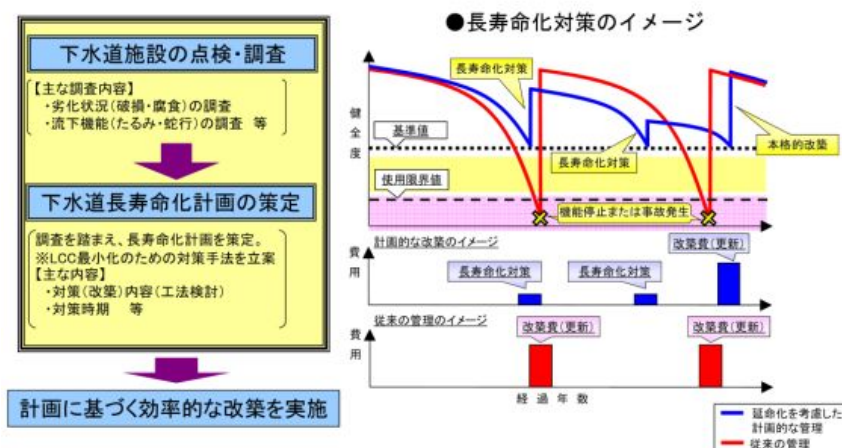 下水道施設の点検・調査
【主な調査内容】
・劣化状況(破損・腐食)の調査
・流下機能(たるみ・蛇行)の調査 等
下水道長寿命化計画の策定
調査を踏まえ、長寿命化計画を策定。
※LCC最小化のための対策手法を立案
【主な内容】
・対策(改築)内容(工法検討)
・対策時期 等
計画に基づく効率的な改築を実施
●長寿命化対策のイメージ
健全度
長寿命化対策
基準値
長寿命化対策
本格的改築
使用限界値
機能停止または事故発生
計画的な改築のイメージ
費用
長寿命化対策
長寿命化対策
改築費(更新)
従来の管理のイメージ
費用
改築費(更新)
改築費(更新)
経過年数
延命化を考慮した
計画的な管理
従来の管理